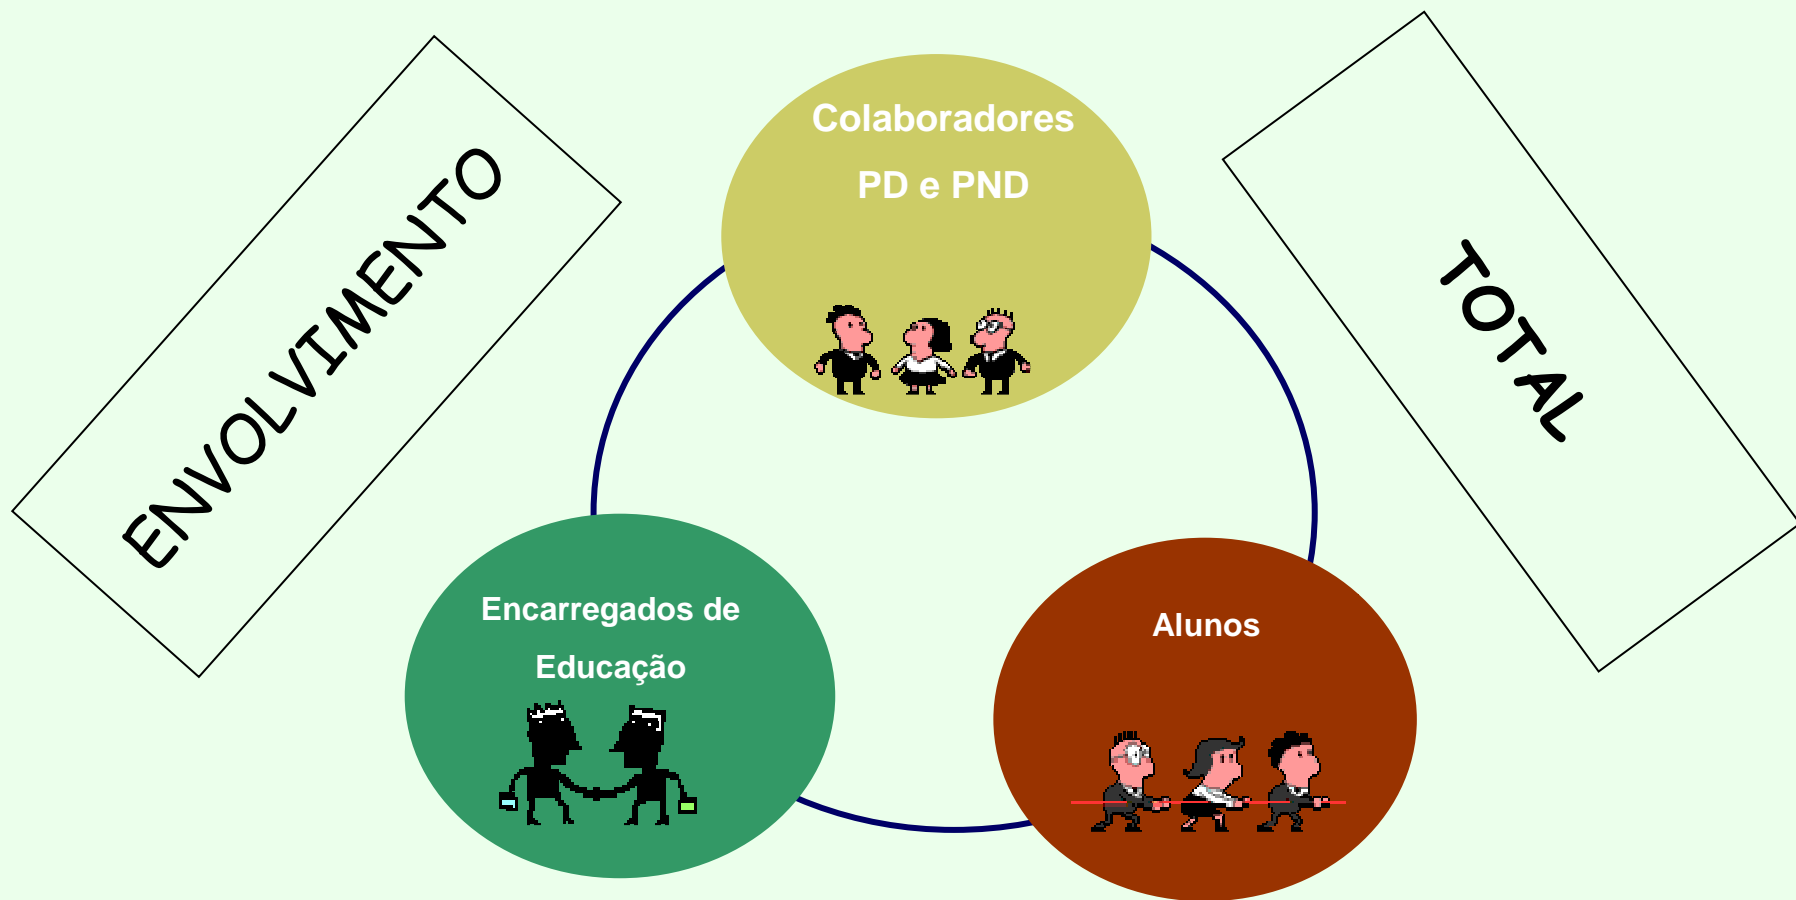 ENVOLVIMENTO
TOTAL
Colaboradores
PD e PND
Encarregados de
Educação
Alunos